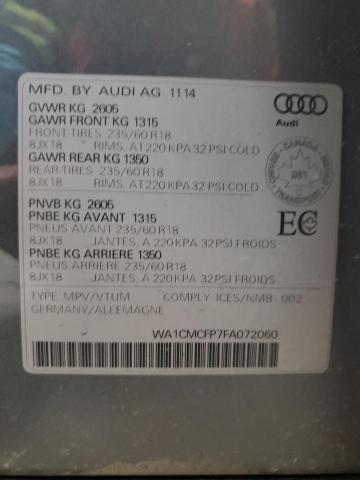 MFD. BY AUDI AG 11 14
GVWR KG 2605
GAWR FRONT KG 1315
FRONT TIRES 235/60 R18
8JX18 RIMS, AT 220 KPA 32 PSI COLD
GAWR REAR KG 1350
REAR TIRES 235/60 R18
8JX18 RIMS, AT 220 KPA 32 PSI COLD
Audi
CANADA
TRANSPORT
PNVB KG 2605
PNBE KG AVANT 1315
PNEUS AVANT 235/60 R18
8JX18 JANTES, A 220 KPA 32 PSI FROIDS
PNBE KG ARRIERE 1350
PNEUS ARRIERE 235/60 R18
8JX18 JANTES, A 220 KPA 32 PSI FROIDS
EC
TYPE MPV/VTUM COMPLY ICES/NMB-002
GERMANY/ALLEMAGNE
WA1CMCFP7FA072060